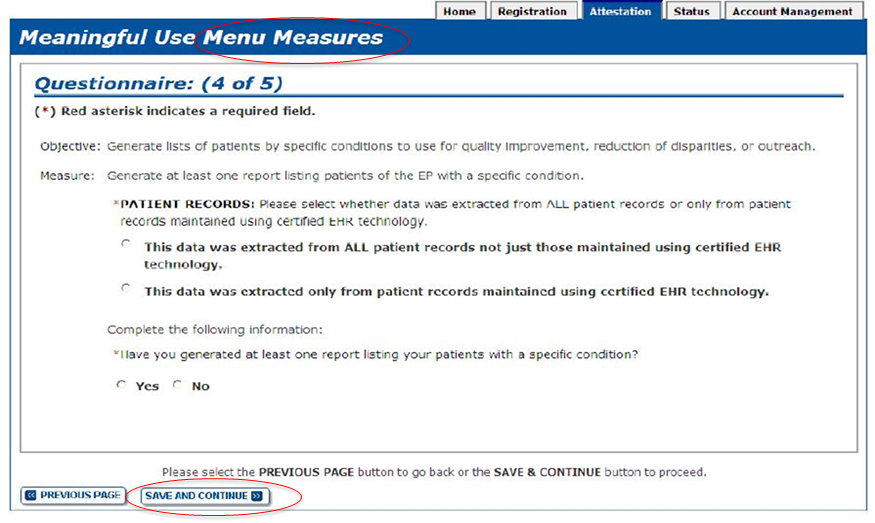 Home Registration Attestation Status Account Management
Meaningful Use Menu Measures
Questionnaire: (4 of 5)
(*) Red asterisk indicates a required field.
Objective: Generate lists of patients by specific conditions to use for quality improvement, reduction of disparities, or outreach.
Measure: Generate at least one report listing patients of the EP with a specific condition.
*PATIENT RECORDS: Please select whether data was extracted from ALL patient records or only from patient
records maintained using certified EHR technology.
This data was extracted from ALL patient records not just those maintained using certified EHR
technology.
This data was extracted only from patient records maintained using certified EHR technology.
Complete the following information:
*Have you generated at least one report listing your patients with a specific condition?
Yes No
Please select the PREVIOUS PAGE button to go back or the SAVE & CONTINUE button to proceed.
PREVIOUS PAGE SAVE AND CONTINUE